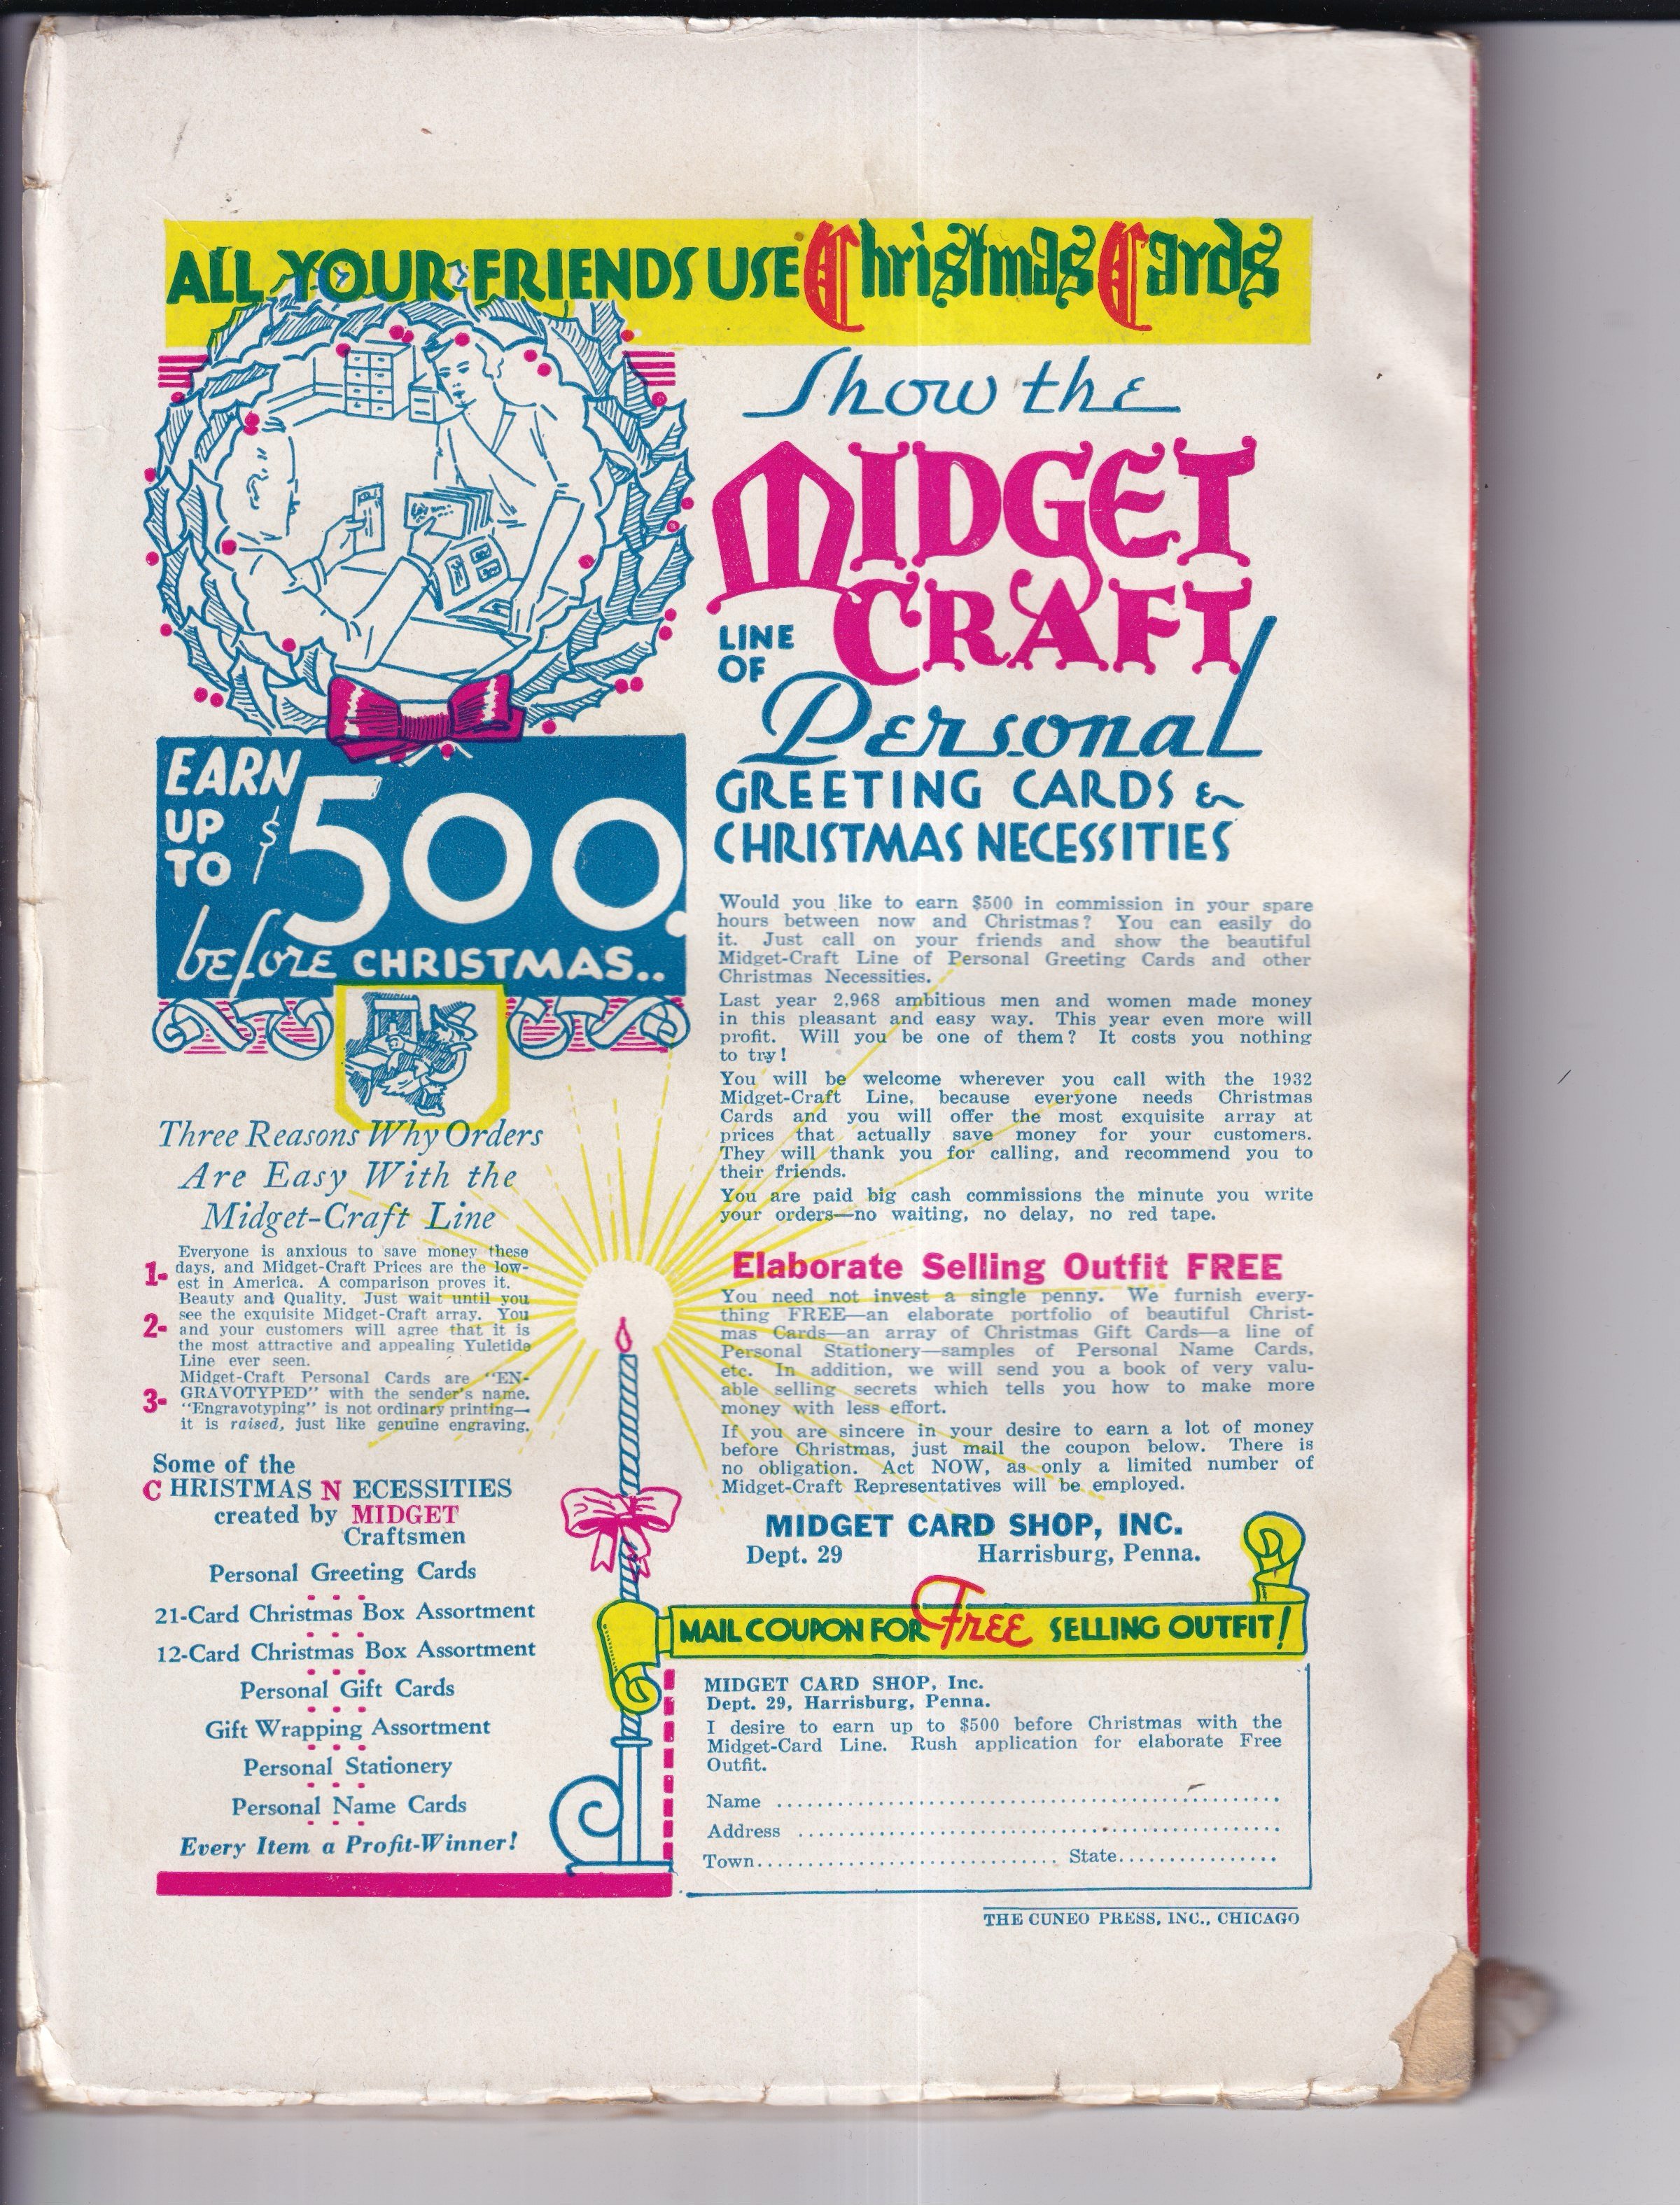 ALL YOUR FRIENDS USE Christmas Cards
Show the
MIDGET
CRAFT
LINE
OF
Personal
GREETING CARDS &
CHRISTMAS NECESSITIES
EARN
UP
TO
$500.
before CHRISTMAS..
Would you like to earn $500 in commission in your spare
hours between now and Christmas? You can easily do
it. Just call on your friends and show the beautiful
Midget-Craft Line of Personal Greeting Cards and other
Christmas Necessities.
Last year 2,968 ambitious men and women made money
in this pleasant and easy way. This year even more will
profit. Will you be one of them? It costs you nothing
to try!
You will be welcome wherever you call with the 1932
Midget-Craft Line, because everyone needs Christmas
Cards and you will offer the most exquisite array at
prices that actually save money for your customers.
They will thank you for calling, and recommend you to
their friends.
You are paid big cash commissions the minute you write
your orders—no waiting, no delay, no red tape.
Elaborate Selling Outfit FREE
You need not invest a single penny. We furnish every-
thing FREE—an elaborate portfolio of beautiful Christ-
mas Cards—an array of Christmas Gift Cards—a line of
Personal Stationery—samples of Personal Name Cards,
etc. In addition, we will send you a book of very valu-
able selling secrets which tells you how to make more
money with less effort.
If you are sincere in your desire to earn a lot of money
before Christmas, just mail the coupon below. There is
no obligation. Act NOW, as only a limited number of
Midget-Craft Representatives will be employed.
MIDGET CARD SHOP, INC.
Dept. 29 Harrisburg, Penna.
Three Reasons Why Orders
Are Easy With the
Midget-Craft Line
Everyone is anxious to save money these
1- days, and Midget-Craft Prices are the low-
est in America. A comparison proves it.
Beauty and Quality. Just wait until you
see the exquisite Midget-Craft array. You
2- and your customers will agree that it is
the most attractive and appealing Yuletide
Line ever seen.
Midget-Craft Personal Cards are "EN-
3- GRAVOTYPED" with the sender's name.
"Engravotyping" is not ordinary printing—
it is raised, just like genuine engraving.
Some of the
CHRISTMAS NECESSITIES
created by MIDGET
Craftsmen
Personal Greeting Cards
21-Card Christmas Box Assortment
12-Card Christmas Box Assortment
Personal Gift Cards
Gift Wrapping Assortment
Personal Stationery
Personal Name Cards
Every Item a Profit-Winner!
MAIL COUPON FOR Free SELLING OUTFIT!
MIDGET CARD SHOP, Inc.
Dept. 29, Harrisburg, Penna.
I desire to earn up to $500 before Christmas with the
Midget-Card Line. Rush application for elaborate Free
Outfit.
Name
Address
Town State
THE CUNEO PRESS, INC., CHICAGO